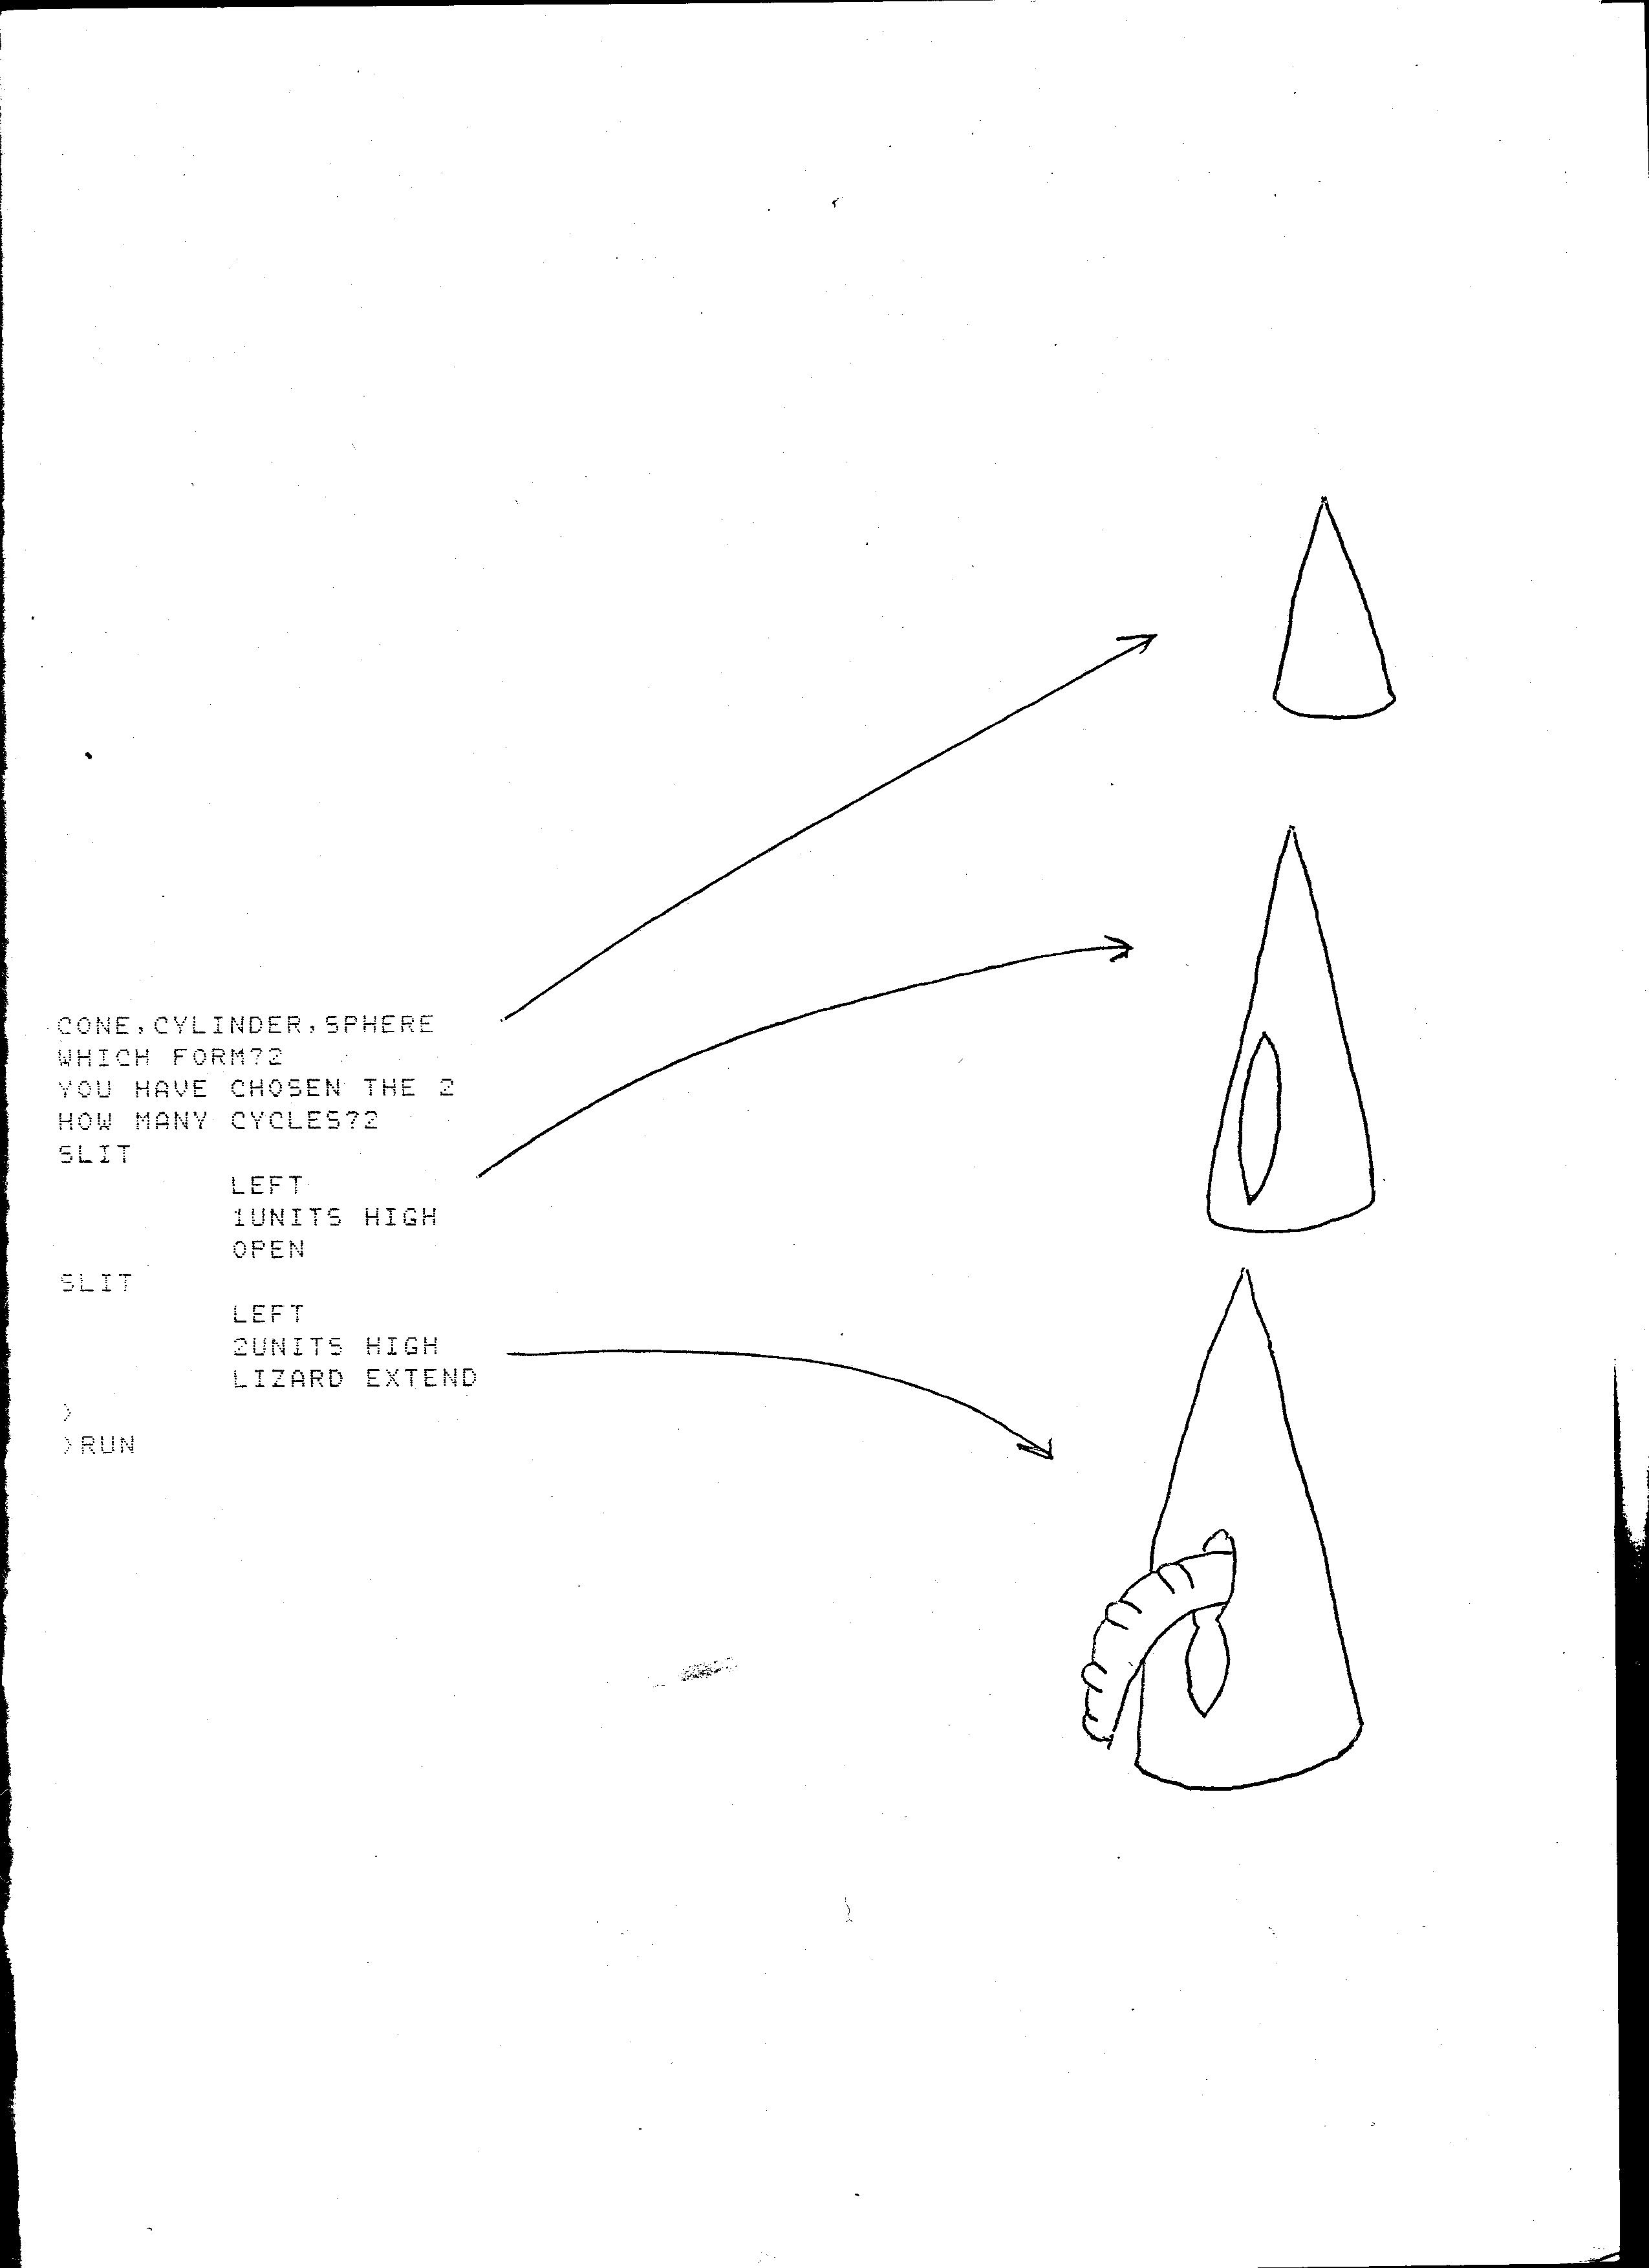 CONE,CYLINDER,SPHERE
WHICH FORM?2
YOU HAVE CHOSEN THE 2
HOW MANY CYCLES?2
SLIT
LEFT
1UNITS HIGH
OPEN
SLIT
LEFT
2UNITS HIGH
LIZARD EXTEND
>
>RUN